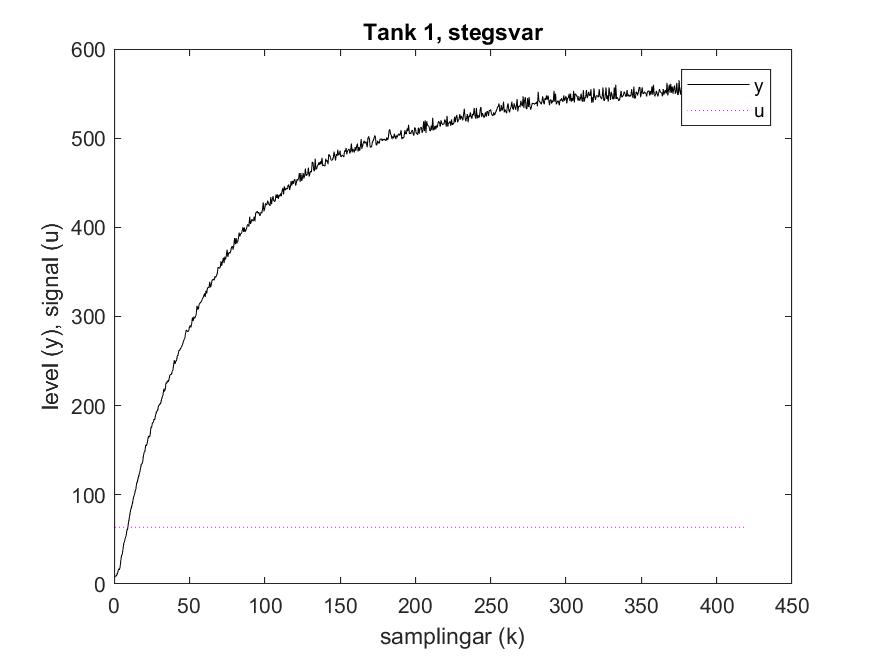 Tank 1, stegsvar
600
500
400
300
200
100
0
level (y), signal (u)
y
u
0 50 100 150 200 250 300 350 400 450
samplingar (k)